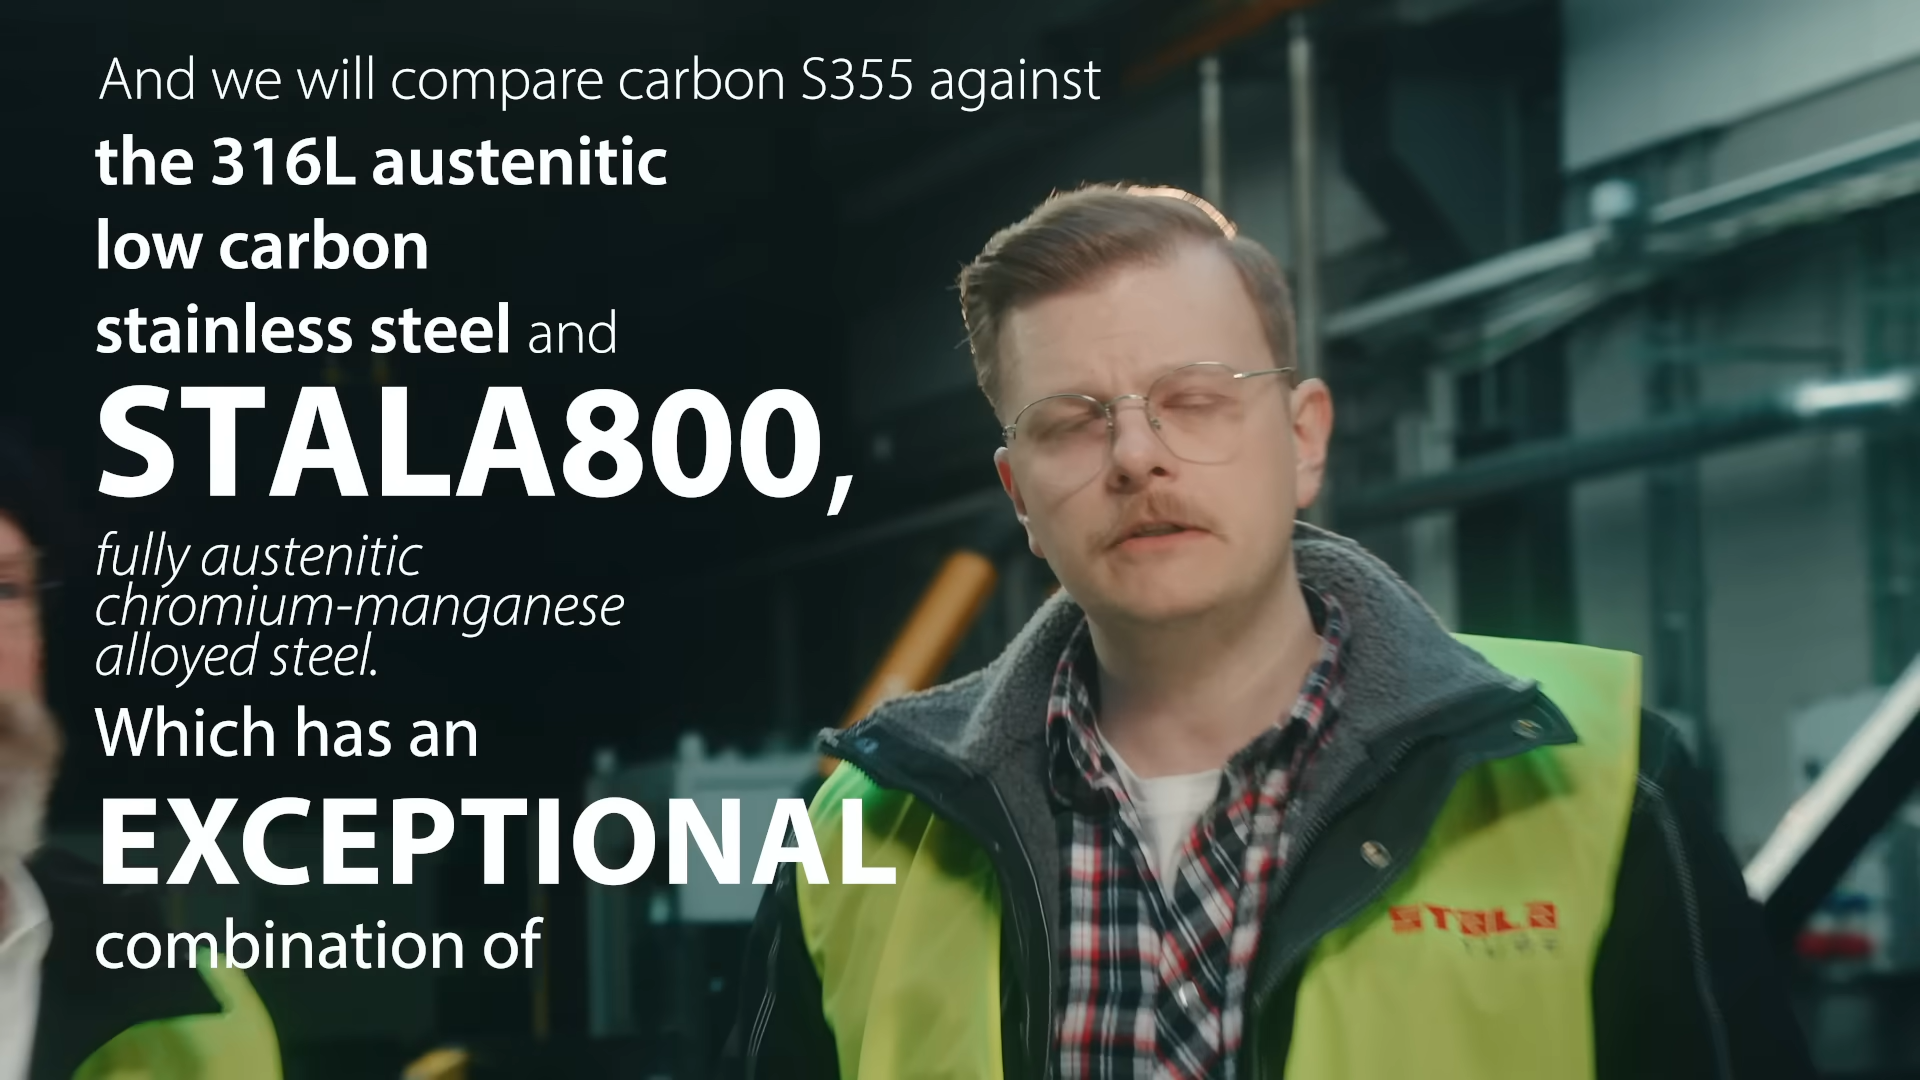 And we will compare carbon S355 against
the 316L austenitic
low carbon
stainless steel and
STALA800,
fully austenitic
chromium-manganese
alloyed steel.
Which has an
EXCEPTIONAL
combination of
STALA
TUBE